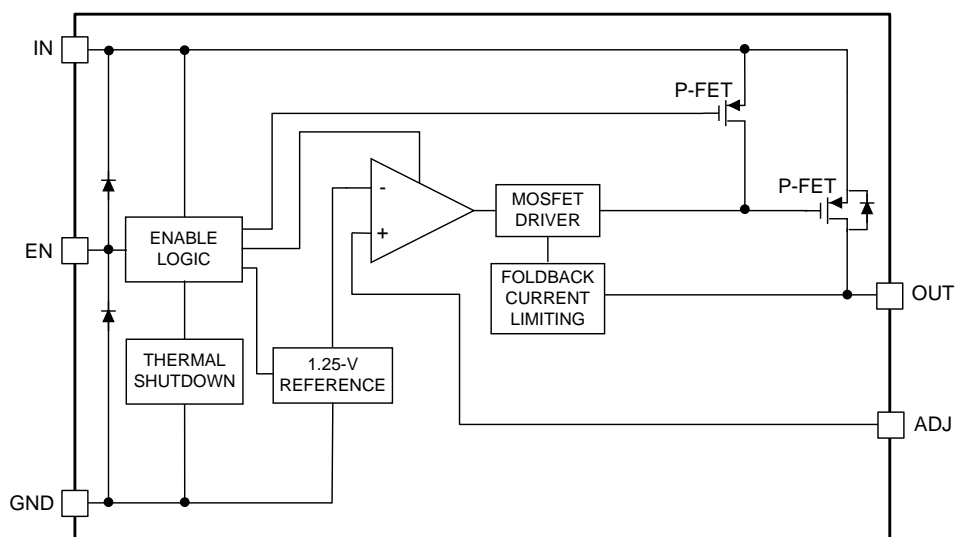 IN
P-FET
P-FET
-
+
MOSFET
DRIVER
EN
ENABLE
LOGIC
FOLDBACK
CURRENT
LIMITING
OUT
THERMAL
SHUTDOWN
1.25-V
REFERENCE
ADJ
GND